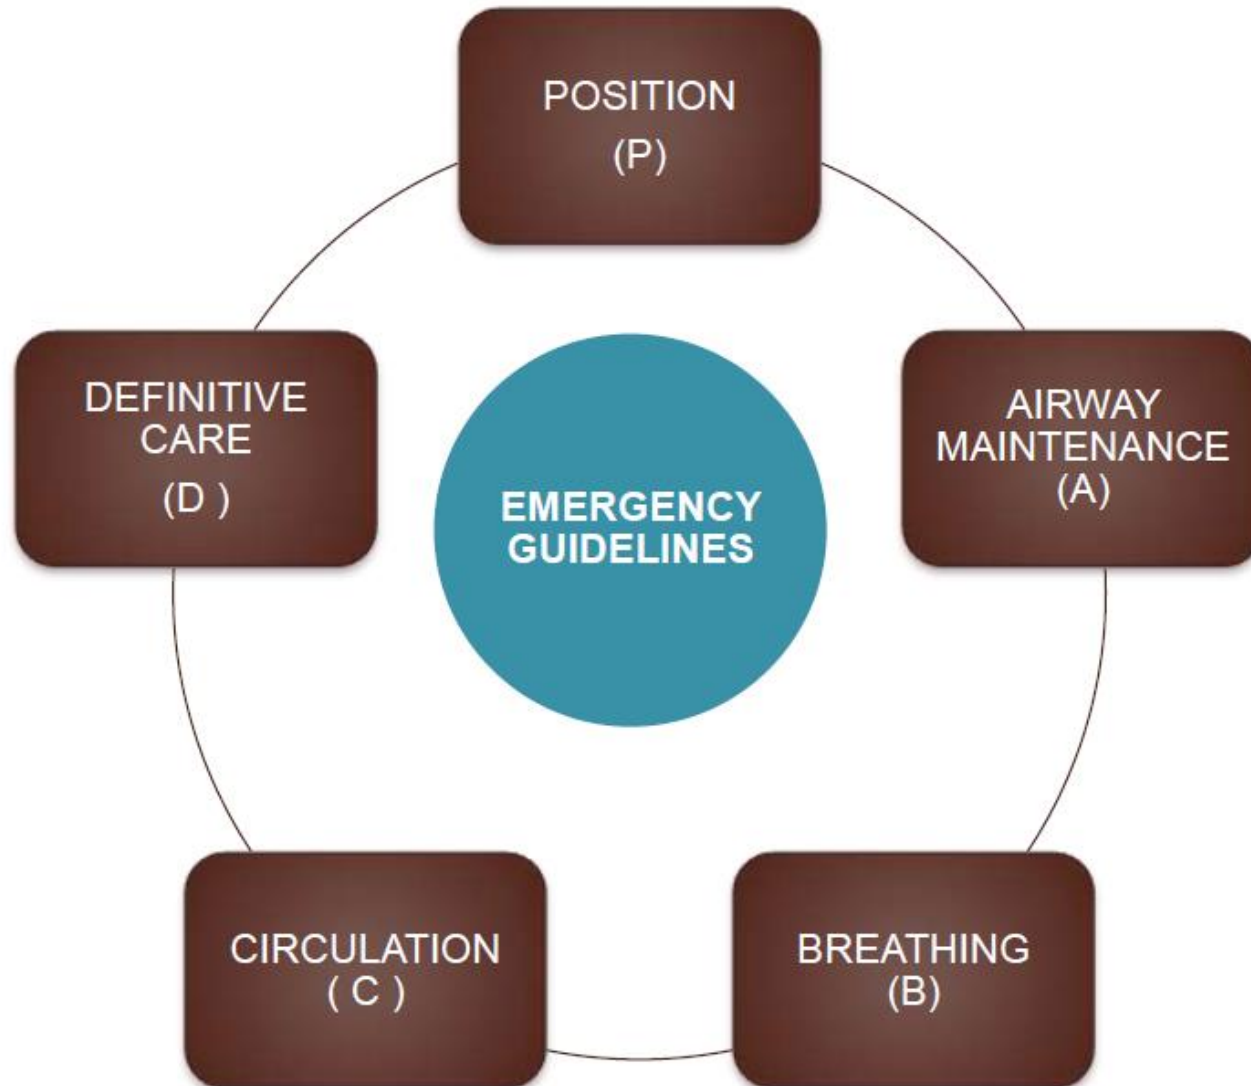 POSITION
(P)
AIRWAY
MAINTENANCE
(A)
BREATHING
(B)
CIRCULATION
( C )
DEFINITIVE
CARE
(D )
EMERGENCY
GUIDELINES